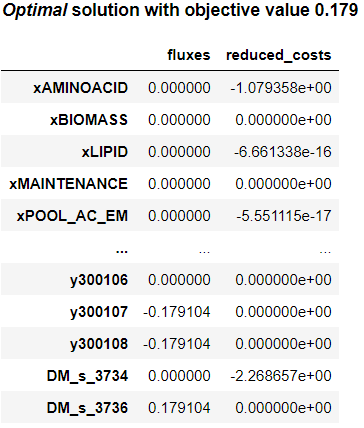 Optimal solution with objective value 0.179
fluxes reduced_costs
xAMINOACID 0.000000 -1.079358e+00
xBIOMASS 0.000000 0.000000e+00
xLIPID 0.000000 -6.661338e-16
xMAINTENANCE 0.000000 0.000000e+00
xPOOL_AC_EM 0.000000 -5.551115e-17
... ... ...
y300106 0.000000 0.000000e+00
y300107 -0.179104 0.000000e+00
y300108 -0.179104 0.000000e+00
DM_s_3734 0.000000 -2.268657e+00
DM_s_3736 0.179104 0.000000e+00